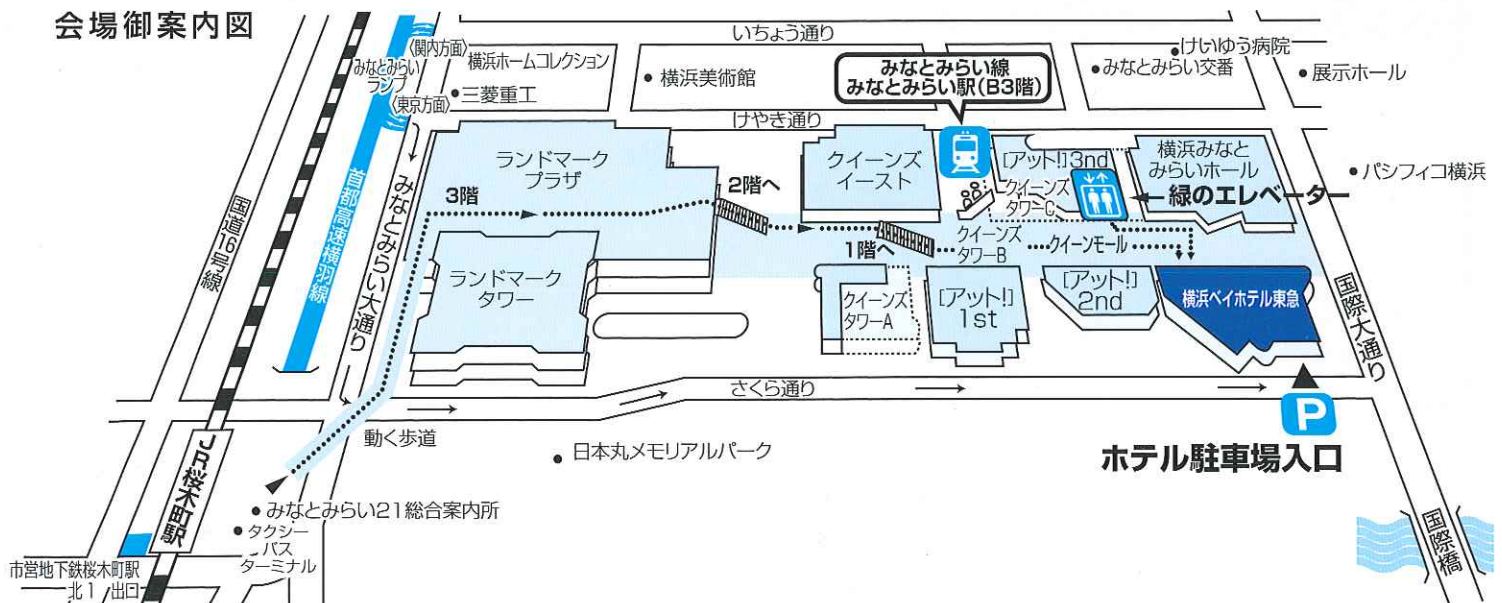 会場御案内図
いちょう通り
〈関内方面〉
みなとみらい
ランプ
〈東京方面〉
横浜ホームコレクション
三菱重工
横浜美術館
みなとみらい線
みなとみらい駅(B3階)
けいゆう病院
みなとみらい交番
展示ホール
けやき通り
ランドマーク
プラザ
クイーンズ
イースト
[アット!]3nd
クイーンズ
タワーC
横浜みなと
みらいホール
パシフィコ横浜
緑のエレベーター
国道16号線
首都高速横羽線
みなとみらい大通り
3階
2階へ
1階へ
クイーンズ
タワーB
クイーンモール
ランドマーク
タワー
クイーンズ
タワーA
[アット!]
1st
[アット!]
2nd
横浜ベイホテル東急
国際大通り
さくら通り
P
ホテル駐車場入口
動く歩道
日本丸メモリアルパーク
JR桜木町駅
みなとみらい21総合案内所
タクシー
バス
ターミナル
市営地下鉄桜木町駅
北1 出口
国際橋